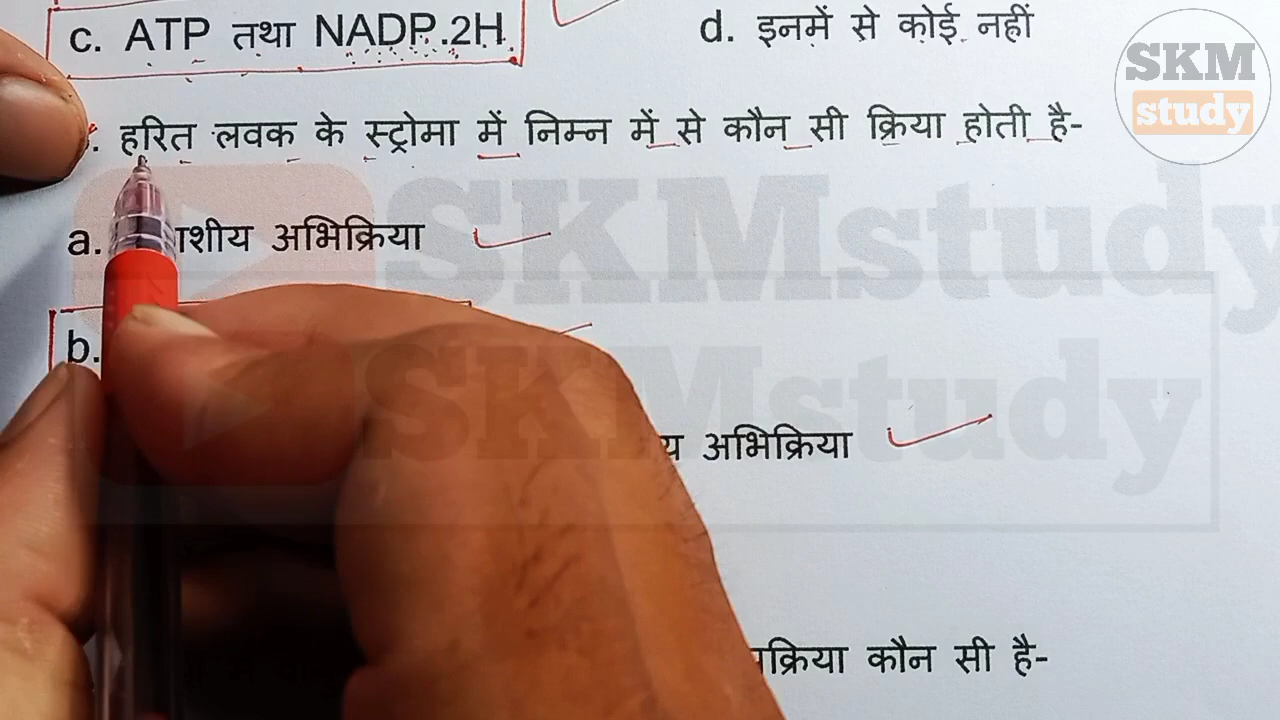 c. ATP तथा NADP.2H
d. इनमें से कोई नहीं
SKM
study
हरित लवक के स्ट्रोमा में निम्न में से कौन सी क्रिया होती है-
SKMstudy
a. अभिक्रिया
b.
SKMstudy
अभिक्रिया
कौन सी है-